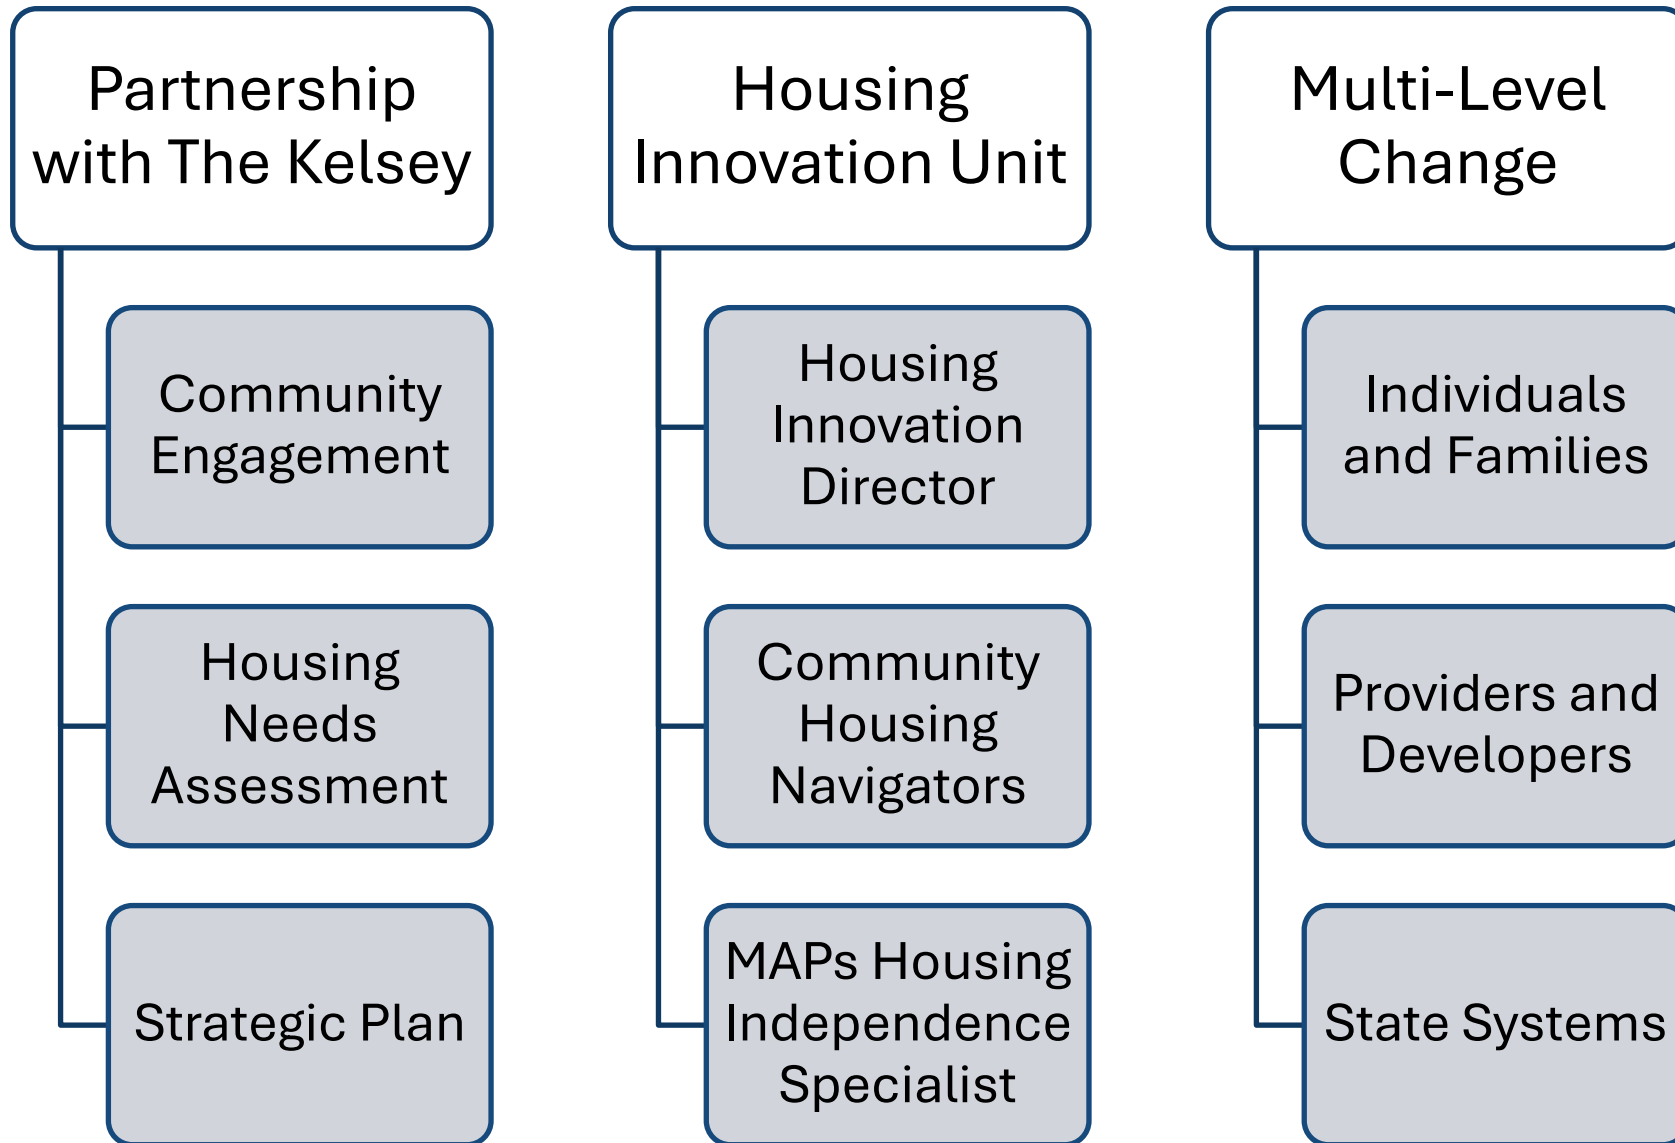 Partnership
with The Kelsey
Community
Engagement
Housing
Needs
Assessment
Strategic Plan
Housing
Innovation Unit
Housing
Innovation
Director
Community
Housing
Navigators
MAPs Housing
Independence
Specialist
Multi-Level
Change
Individuals
and Families
Providers and
Developers
State Systems